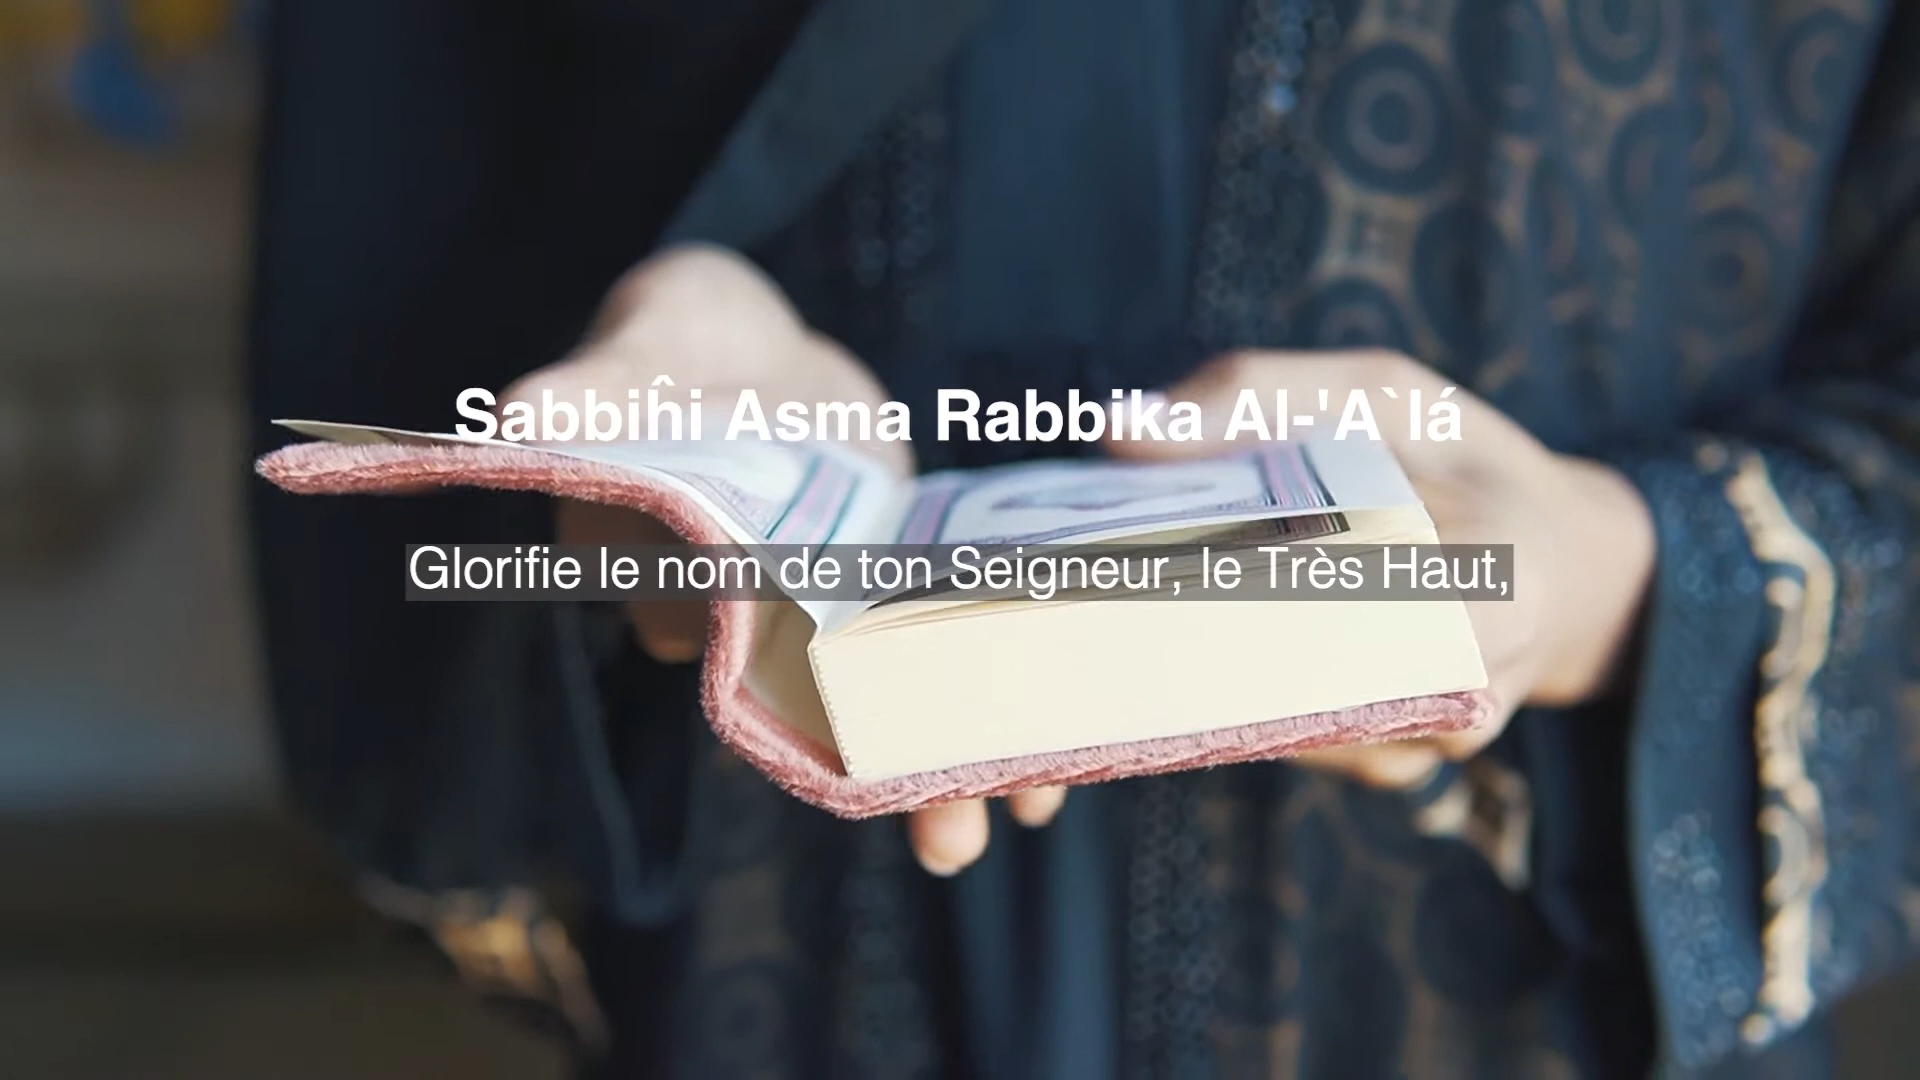 Sabbiĥi Asma Rabbika Al-'A`lá
Glorifie le nom de ton Seigneur, le Très Haut,